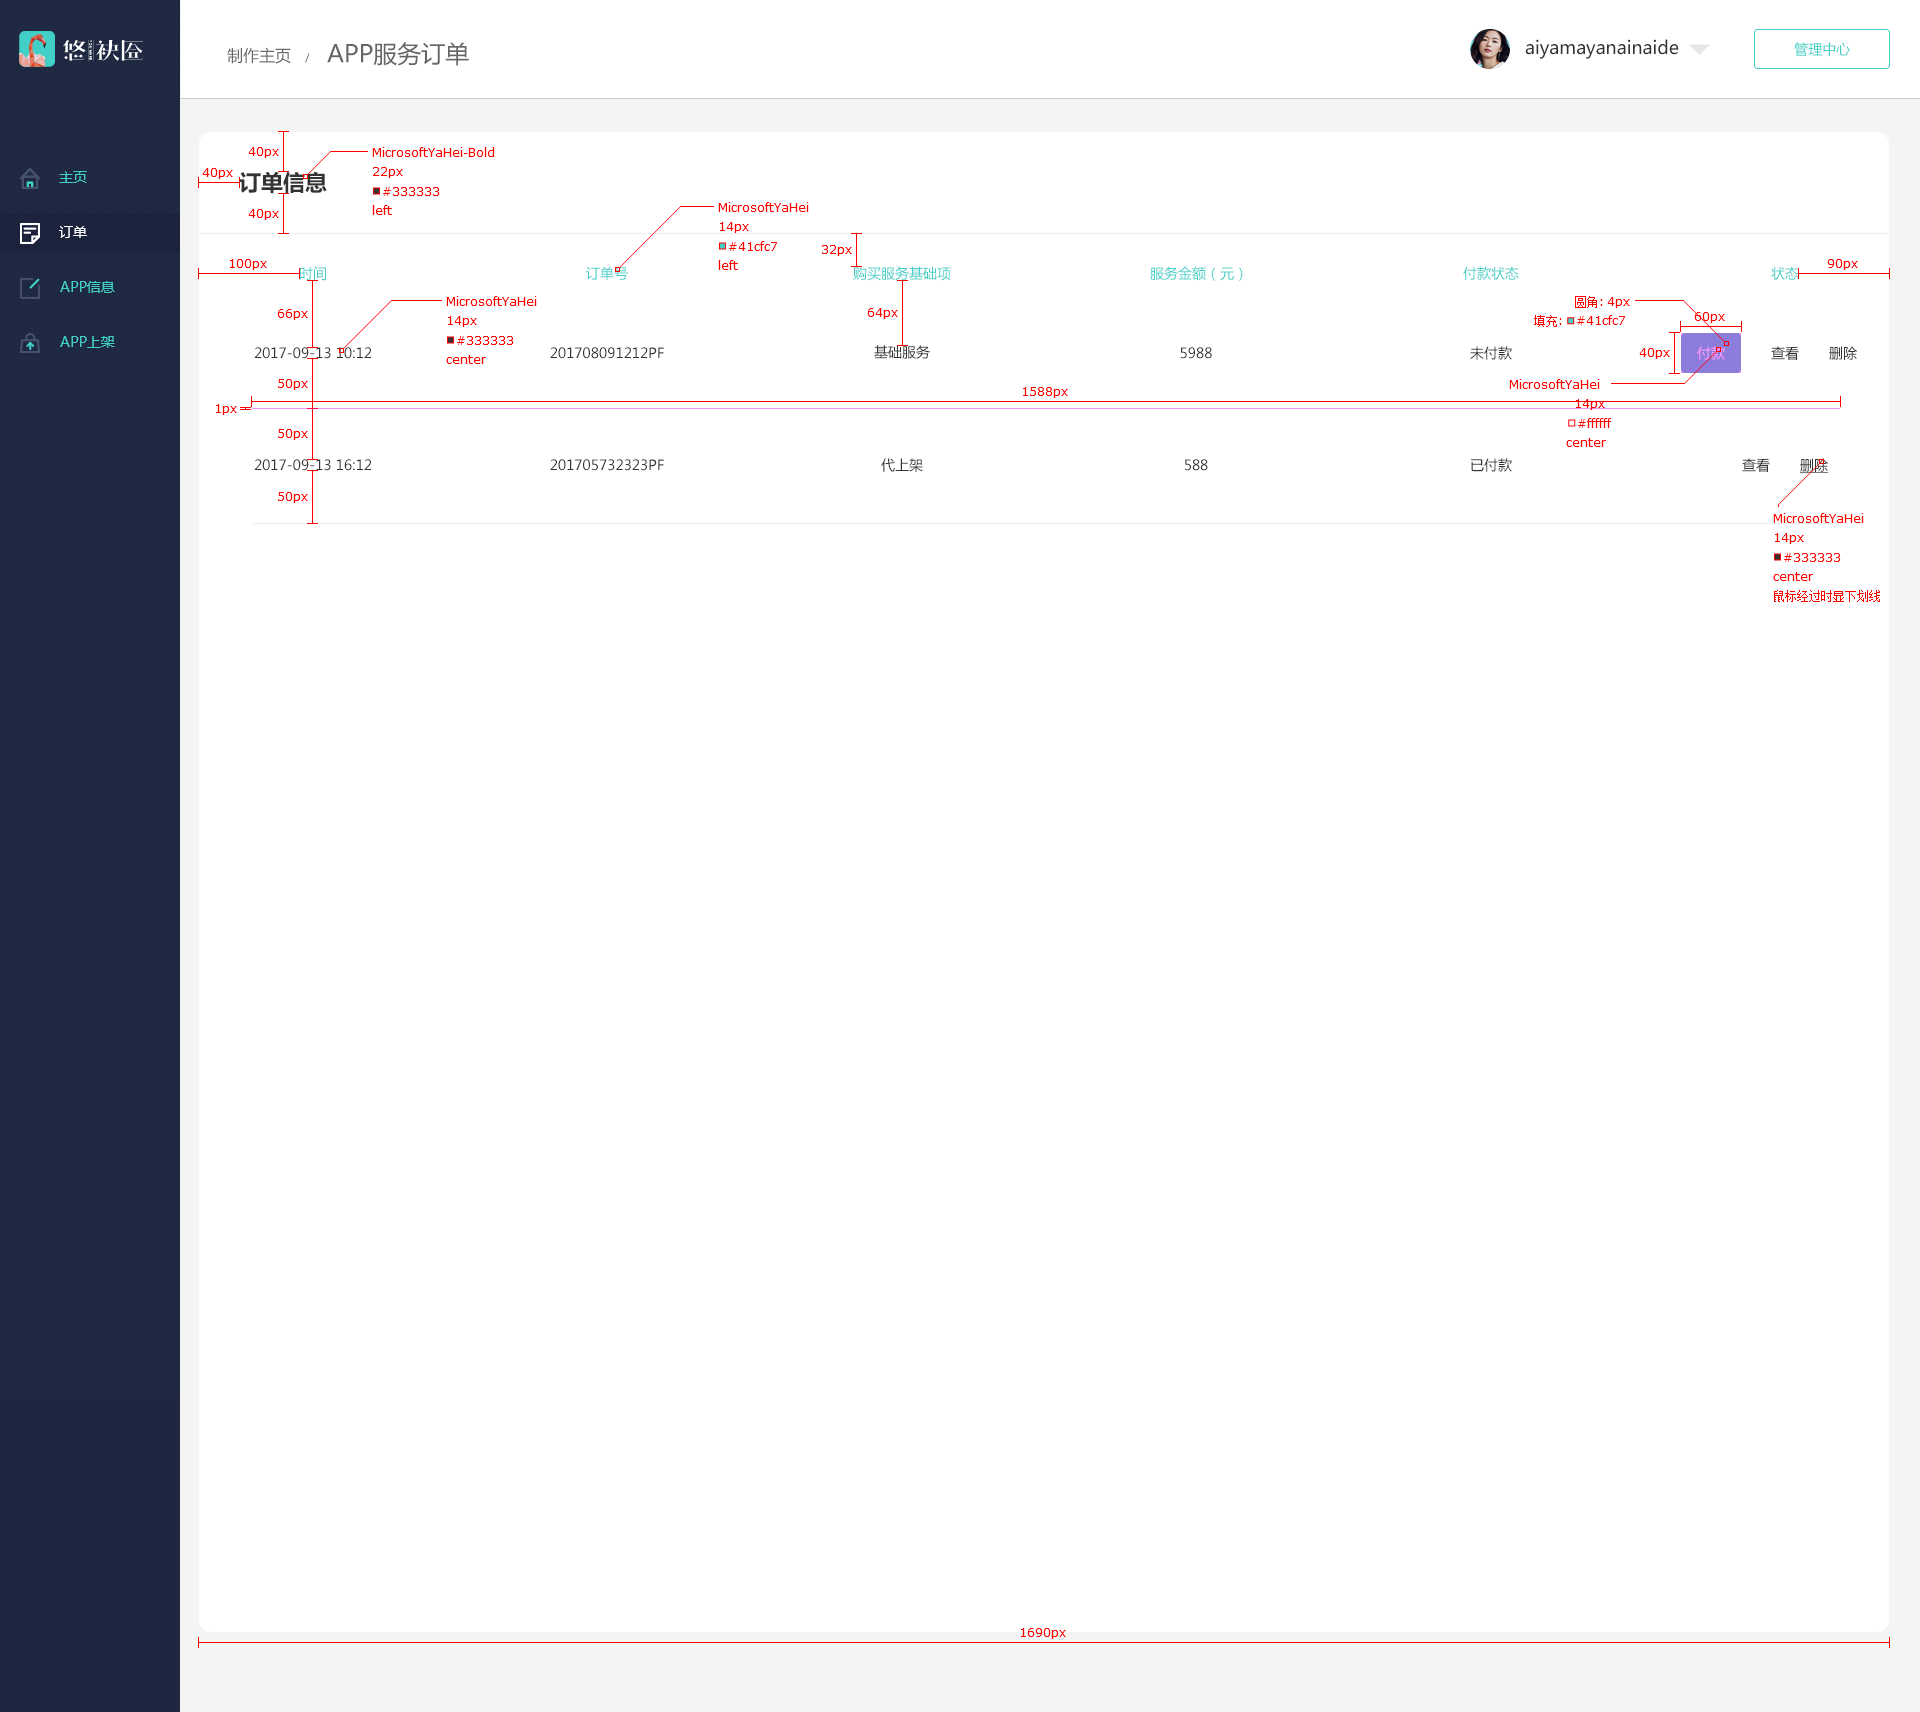 悠袂匠
制作主页 / APP服务订单
aiyamayanainaide
管理中心
主页
订单
APP信息
APP上架
40px
MicrosoftYaHei-Bold
22px
#333333
left
40px
订单信息
40px
MicrosoftYaHei
14px
#41cfc7
left
32px
100px
90px
时间 订单号 购买服务基础项 服务金额（元） 付款状态 状态
66px
MicrosoftYaHei
14px
#333333
center
64px
圆角: 4px
填充: #41cfc7
60px
40px
2017-09-13 10:12 201708091212PF 基础服务 5988 未付款 付款 查看 删除
50px
1588px
1px
MicrosoftYaHei
14px
#ffffff
center
50px
2017-09-13 16:12 201705732323PF 代上架 588 已付款 查看 删除
50px
MicrosoftYaHei
14px
#333333
center
鼠标经过时显下划线
1690px